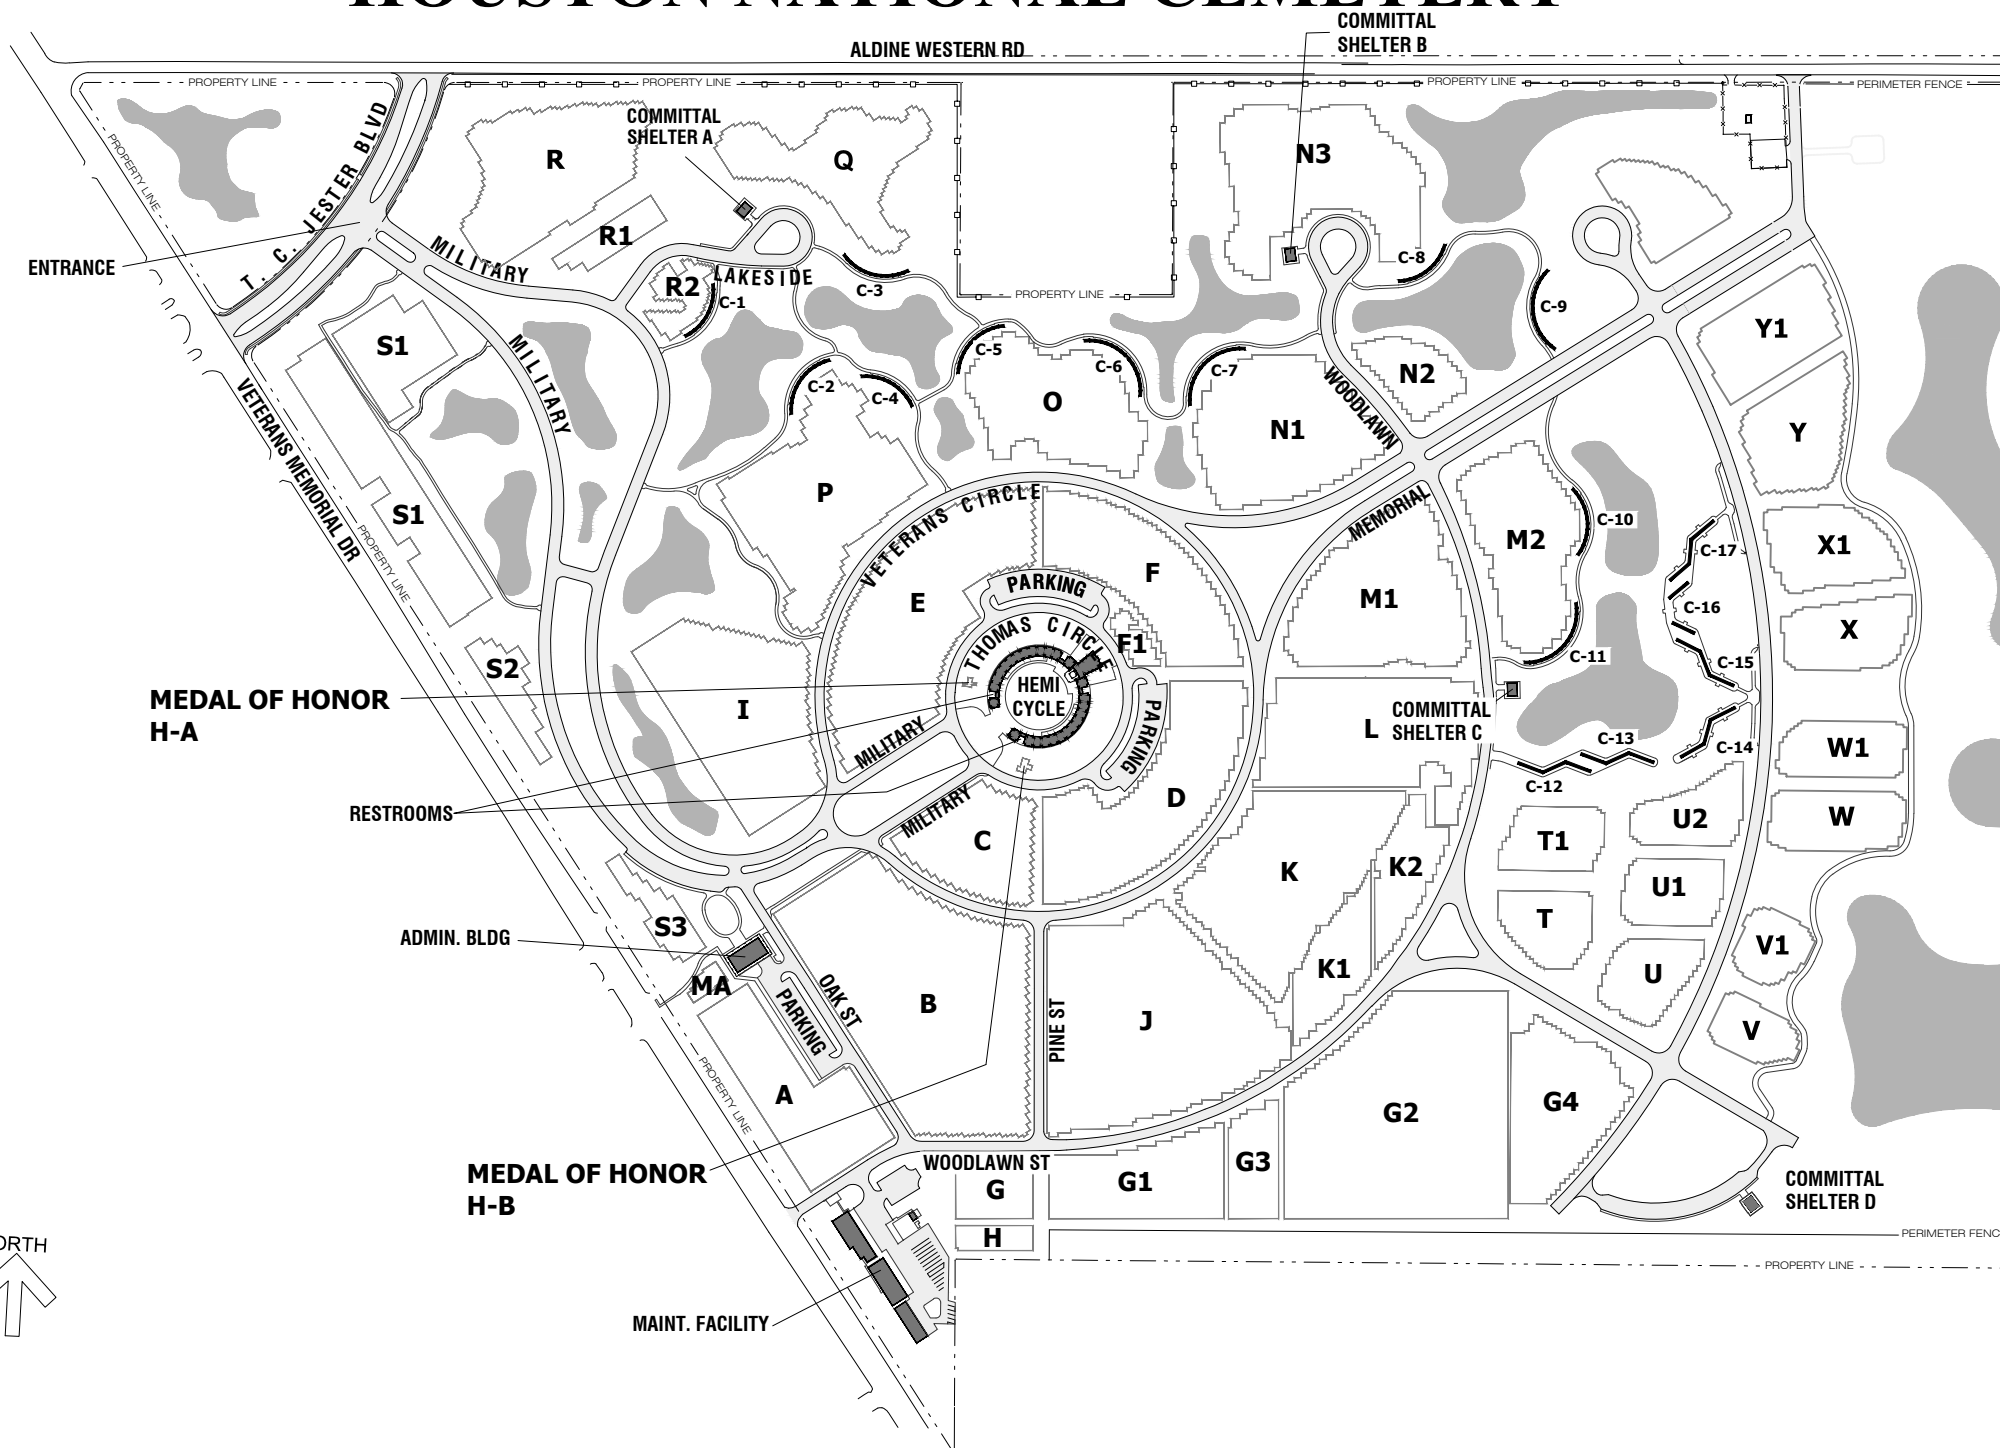 HOUSTON NATIONAL CEMETERY
COMMITTAL
SHELTER B
ALDINE WESTERN RD
PROPERTY LINE
PROPERTY LINE
PROPERTY LINE
PERIMETER FENCE
T. C. JESTER BLVD
PROPERTY LINE
COMMITTAL
SHELTER A
R
Q
N3
R1
ENTRANCE
MILITARY
LAKESIDE
R2
C-1
C-3
C-8
C-9
PROPERTY LINE
S1
MILITARY
C-5
C-6
C-7
C-2
C-4
O
N2
Y1
WOODLAWN
N1
Y
VETERANS MEMORIAL DR
P
VETERANS CIRCLE
MEMORIAL
S1
PROPERTY LINE
M2
C-10
C-17
X1
E
PARKING
F
M1
C-16
THOMAS CIRCLE
F1
X
S2
C-11
C-15
MEDAL OF HONOR
H-A
HEMI
CYCLE
I
PARKING
L
COMMITTAL
SHELTER C
MILITARY
C-13
C-14
W1
C-12
RESTROOMS
MILITARY
D
U2
W
C
T1
K
K2
U1
S3
T
ADMIN. BLDG
V1
MA
OAK ST
K1
U
PARKING
B
PINE ST
J
V
PROPERTY LINE
A
G2
G4
MEDAL OF HONOR
H-B
WOODLAWN ST
G
G1
G3
COMMITTAL
SHELTER D
H
PERIMETER FENC
ORTH
PROPERTY LINE
MAINT. FACILITY